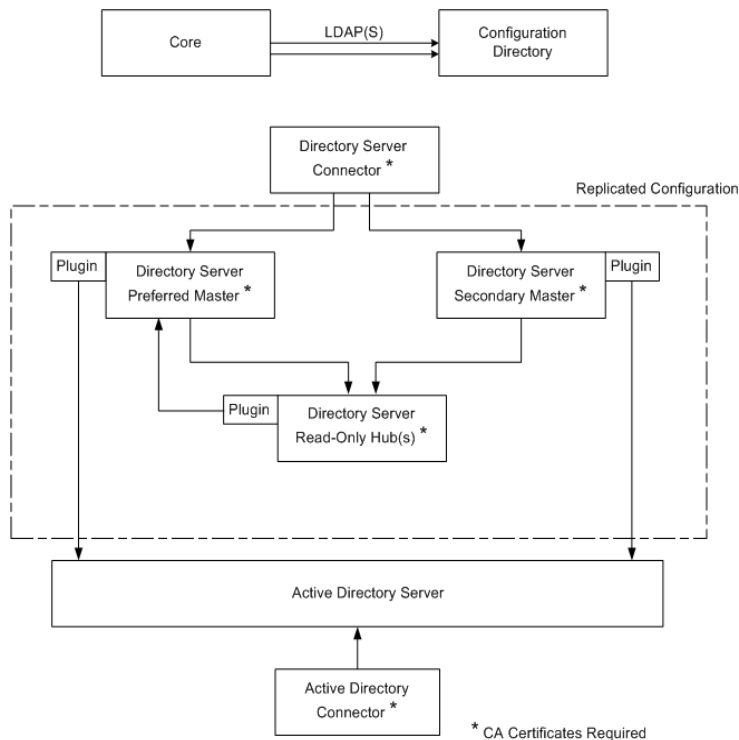 Core
LDAP(S)
Configuration
Directory
Directory Server
Connector *
Replicated Configuration
Plugin
Directory Server
Preferred Master *
Directory Server
Secondary Master *
Plugin
Plugin
Directory Server
Read-Only Hub(s) *
Active Directory Server
Active Directory
Connector *
* CA Certificates Required